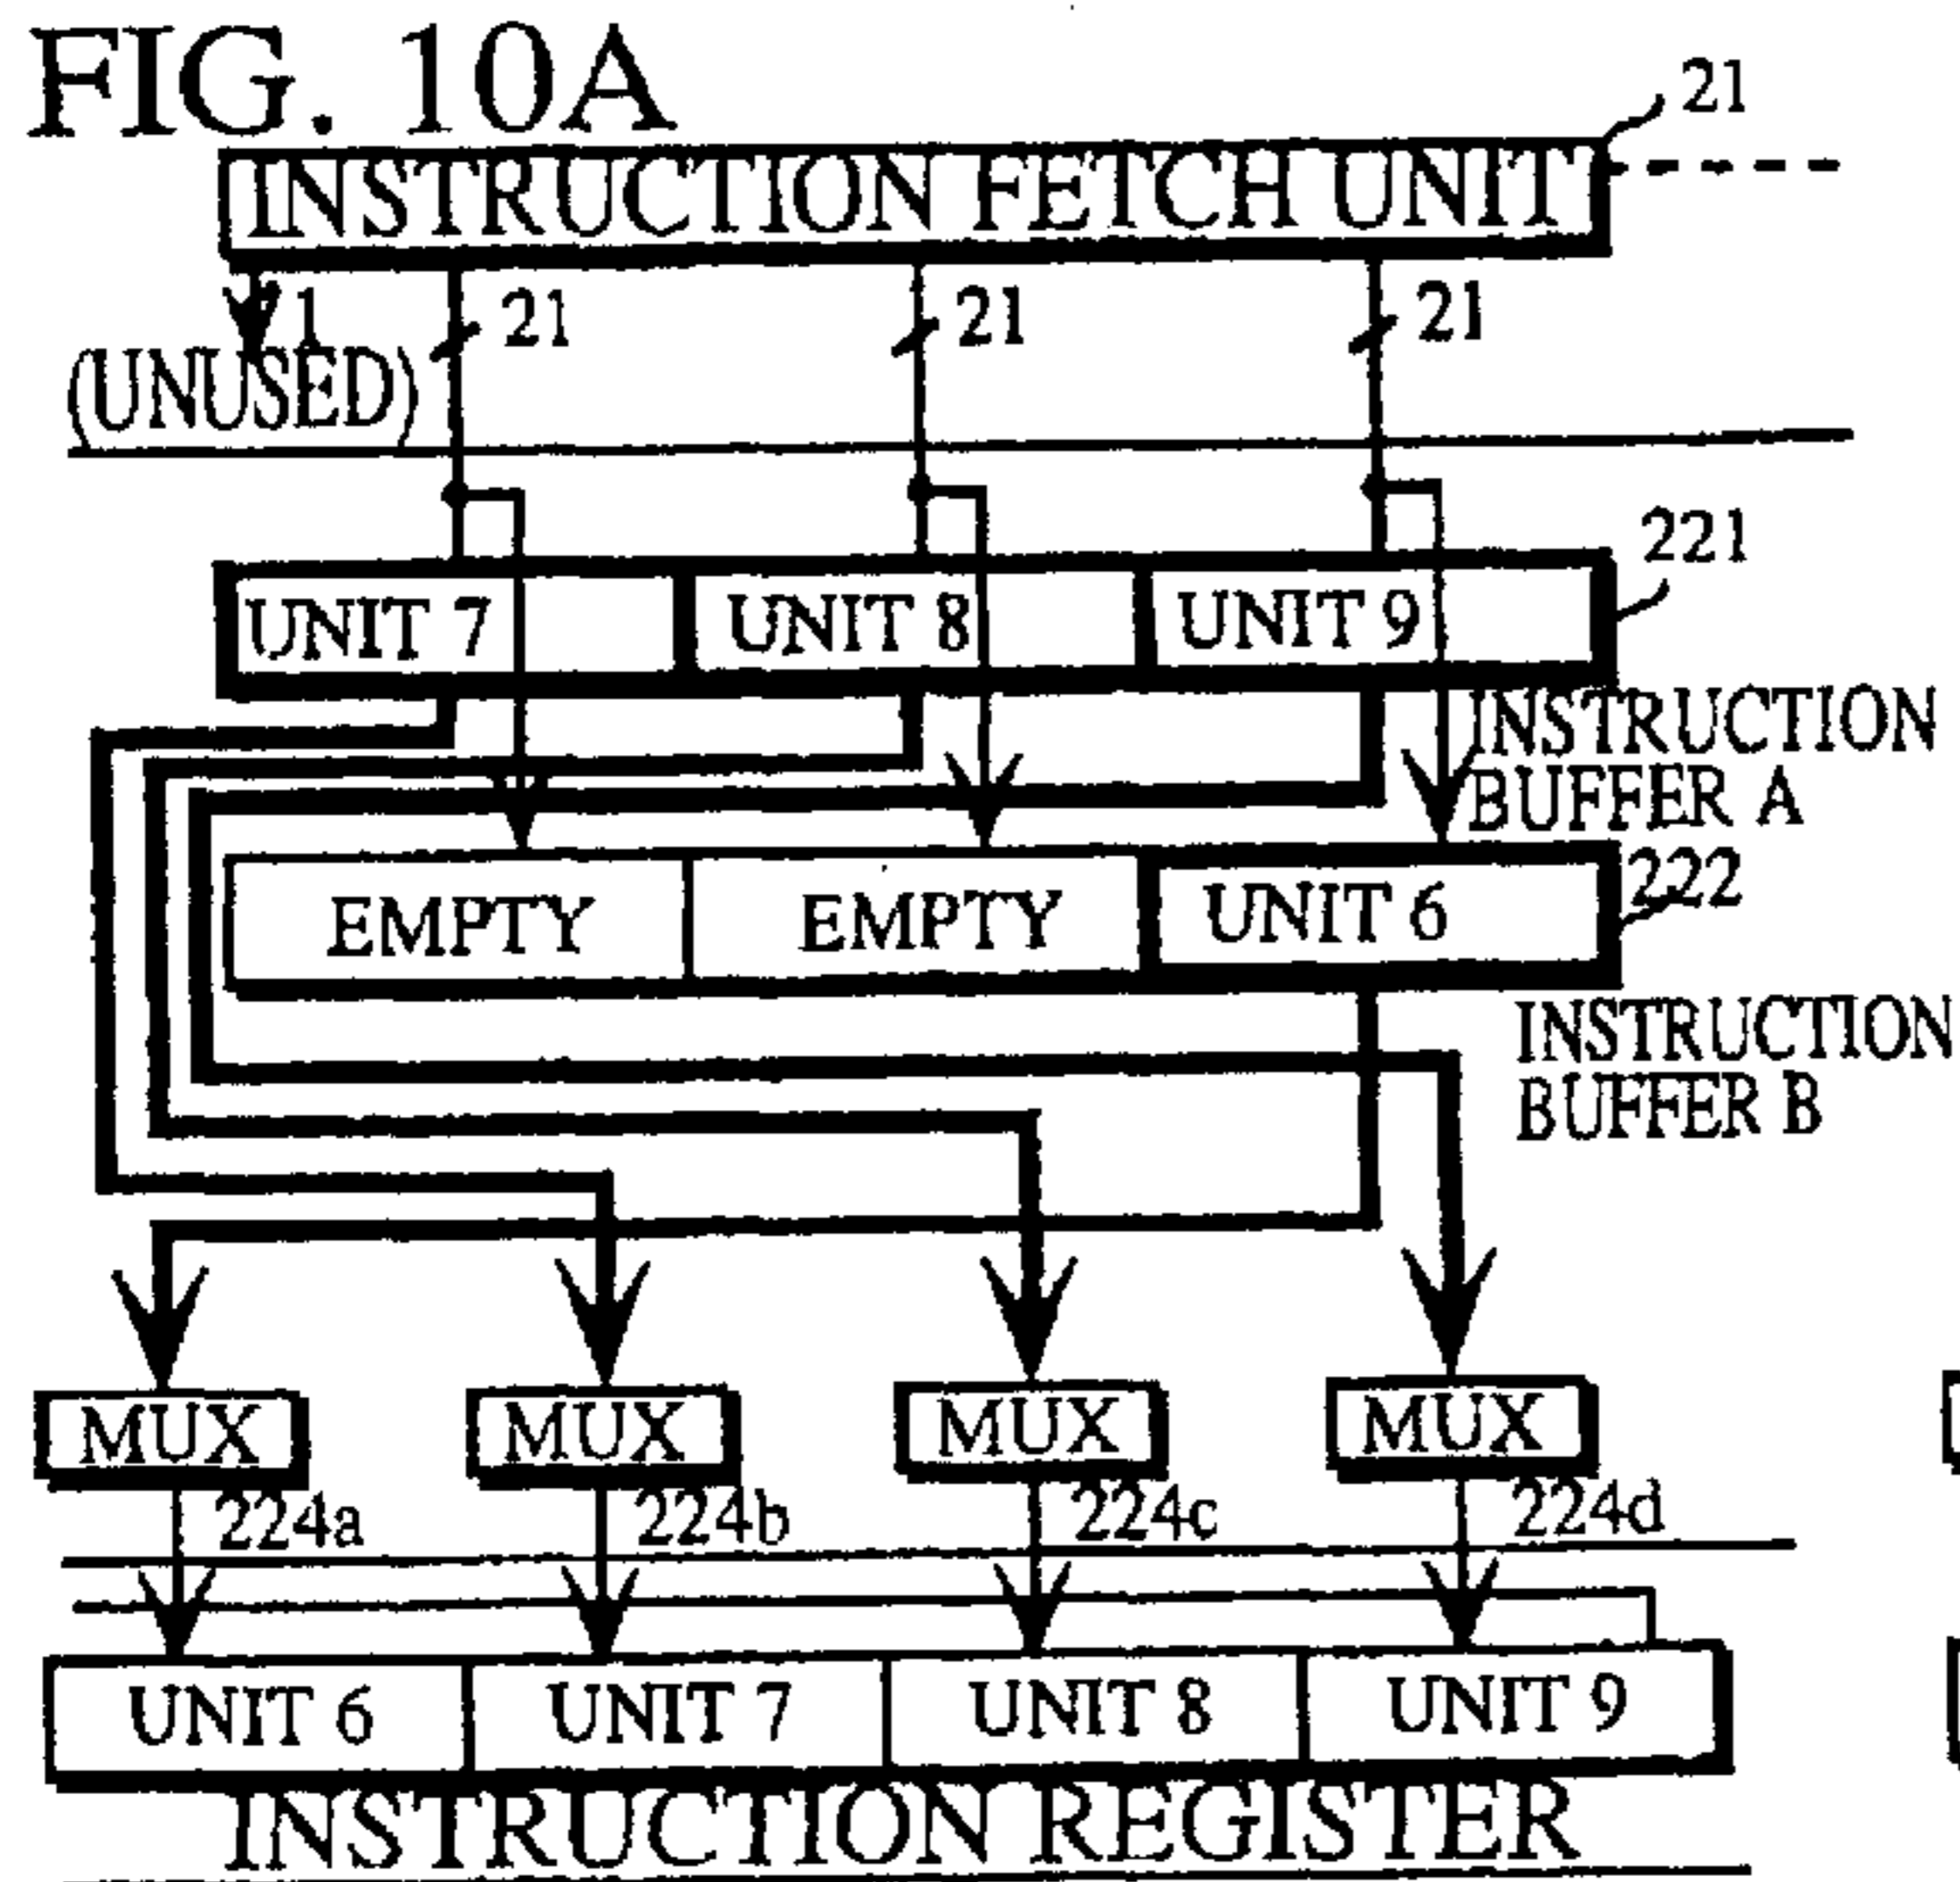 FIG. 10A
21
INSTRUCTION FETCH UNIT
1 21 21 21
(UNUSED)
221
UNIT 7 UNIT 8 UNIT 9
INSTRUCTION
BUFFER A
222
EMPTY EMPTY UNIT 6
INSTRUCTION
BUFFER B
MUX MUX MUX MUX
224a 224b 224c 224d
UNIT 6 UNIT 7 UNIT 8 UNIT 9
INSTRUCTION REGISTER